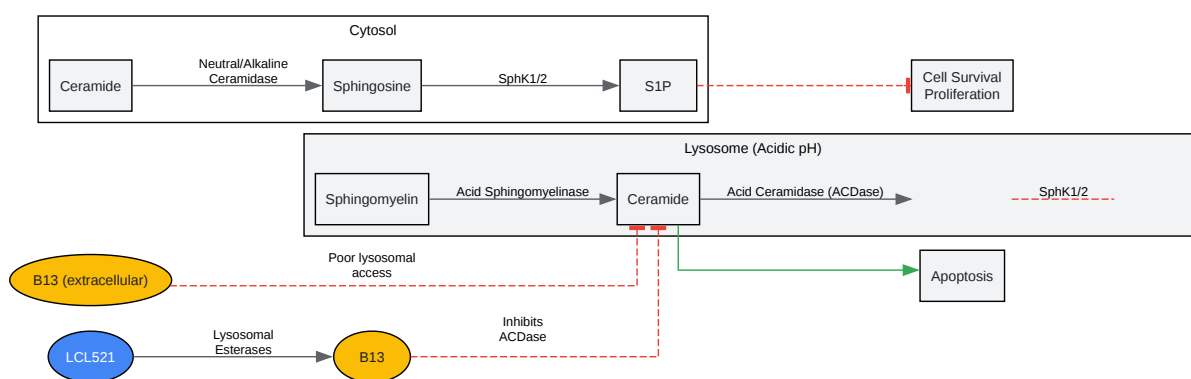 Cytosol
Ceramide
Neutral/Alkaline
Ceramidase
Sphingosine
SphK1/2
S1P
Cell Survival
Proliferation
Lysosome (Acidic pH)
Sphingomyelin
Acid Sphingomyelinase
Ceramide
Acid Ceramidase (ACDase)
SphK1/2
B13 (extracellular)
Poor lysosomal
access
Apoptosis
LCL521
Lysosomal
Esterases
B13
Inhibits
ACDase